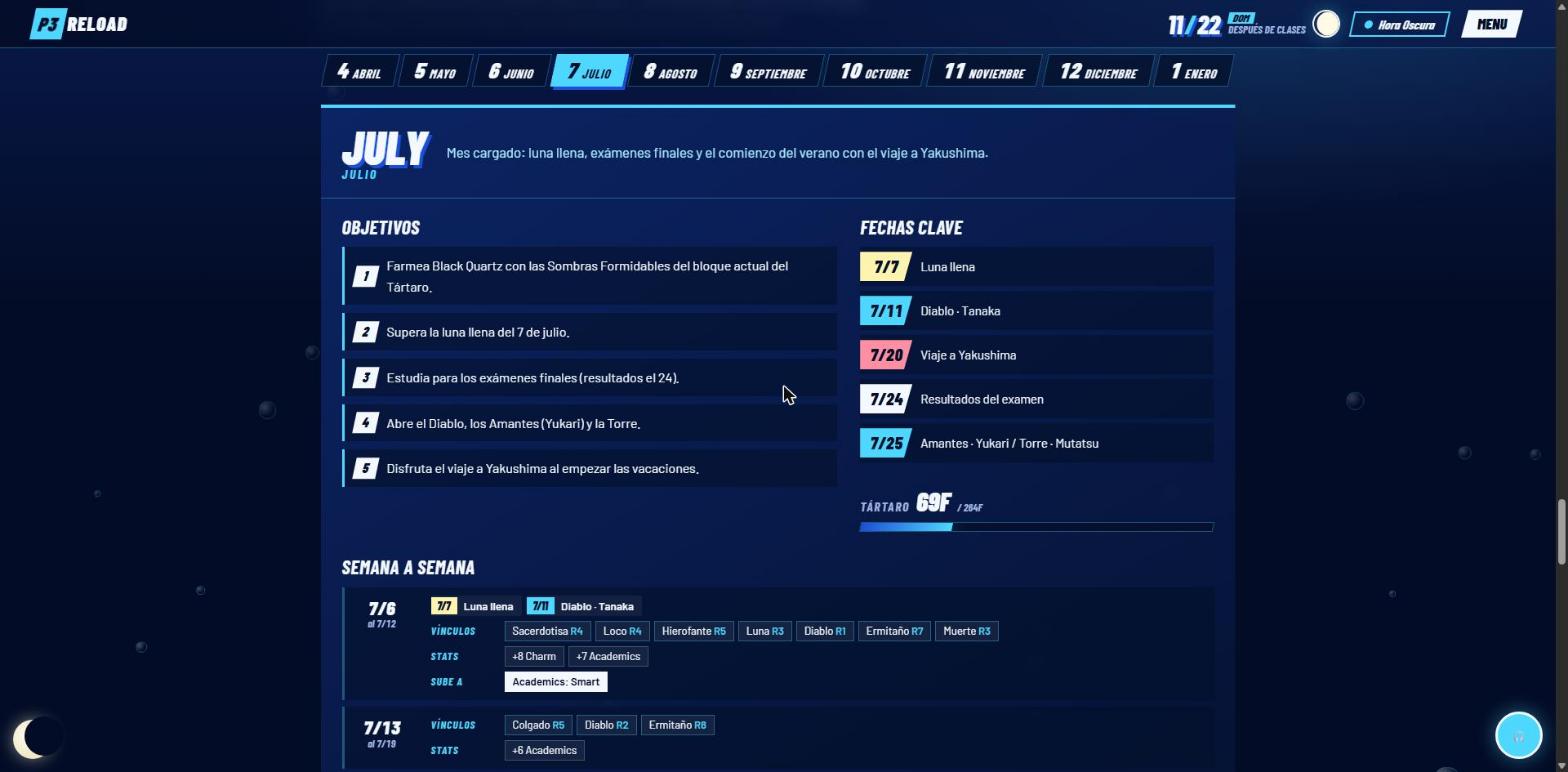 P3 RELOAD
11/22 DOM DESPUÉS DE CLASES
Hora Oscura
MENU
4 ABRIL 5 MAYO 6 JUNIO 7 JULIO 8 AGOSTO 9 SEPTIEMBRE 10 OCTUBRE 11 NOVIEMBRE 12 DICIEMBRE 1 ENERO
JULY
JULIO
Mes cargado: luna llena, exámenes finales y el comienzo del verano con el viaje a Yakushima.
OBJETIVOS
1 Farmea Black Quartz con las Sombras Formidables del bloque actual del
Tártaro.
2 Supera la luna llena del 7 de julio.
3 Estudia para los exámenes finales (resultados el 24).
4 Abre el Diablo, los Amantes (Yukari) y la Torre.
5 Disfruta el viaje a Yakushima al empezar las vacaciones.
FECHAS CLAVE
7/7 Luna llena
7/11 Diablo · Tanaka
7/20 Viaje a Yakushima
7/24 Resultados del examen
7/25 Amantes · Yukari / Torre · Mutatsu
TÁRTARO 69F / 264F
SEMANA A SEMANA
7/6
al 7/12
7/7 Luna llena 7/11 Diablo · Tanaka
VÍNCULOS Sacerdotisa R4 Loco R4 Hierofante R5 Luna R3 Diablo R1 Ermitaño R7 Muerte R3
STATS +8 Charm +7 Academics
SUBE A Academics: Smart
7/13
al 7/19
VÍNCULOS Colgado R5 Diablo R2 Ermitaño R8
STATS +6 Academics